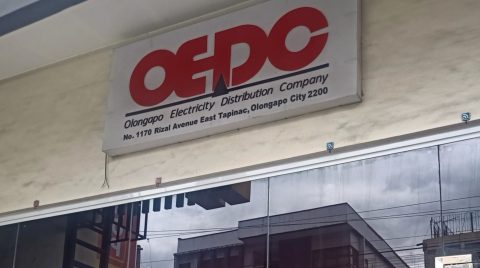 OEDC
Olongapo Electricity Distribution Company
No. 1170 Rizal Avenue East Tapinac, Olongapo City 2200